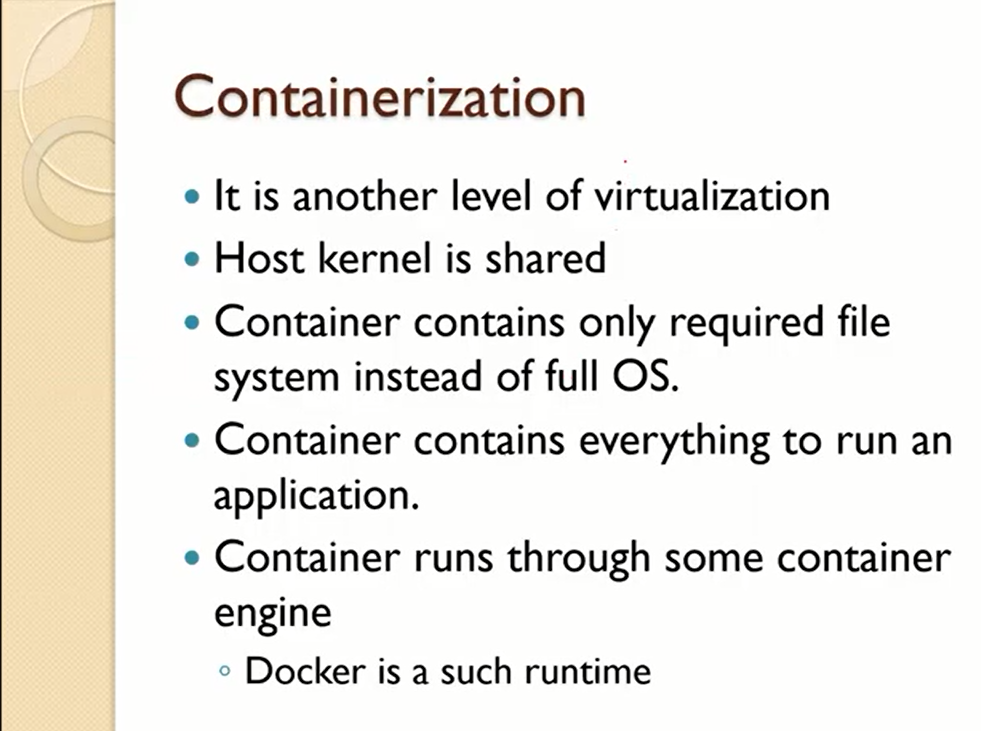 Containerization
• It is another level of virtualization
• Host kernel is shared
• Container contains only required file
system instead of full OS.
• Container contains everything to run an
application.
• Container runs through some container
engine
◦ Docker is a such runtime